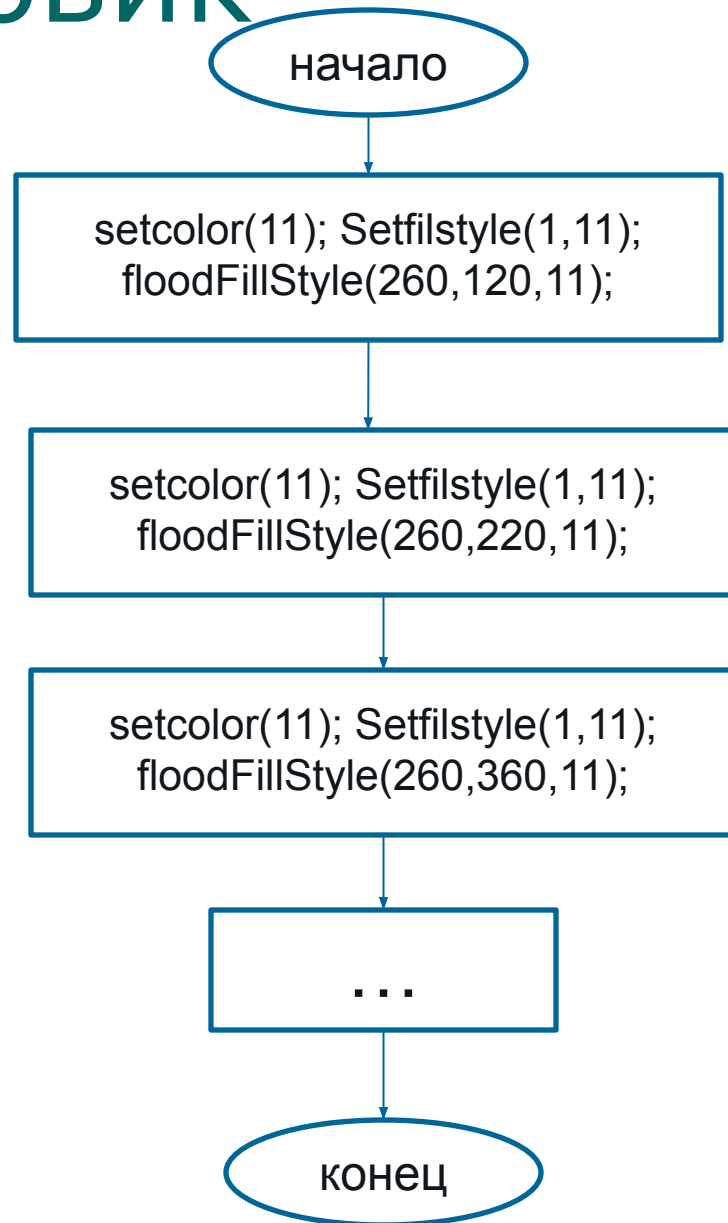 начало
setcolor(11); Setfilstyle(1,11);
floodFillStyle(260,120,11);
setcolor(11); Setfilstyle(1,11);
floodFillStyle(260,220,11);
setcolor(11); Setfilstyle(1,11);
floodFillStyle(260,360,11);
...
конец